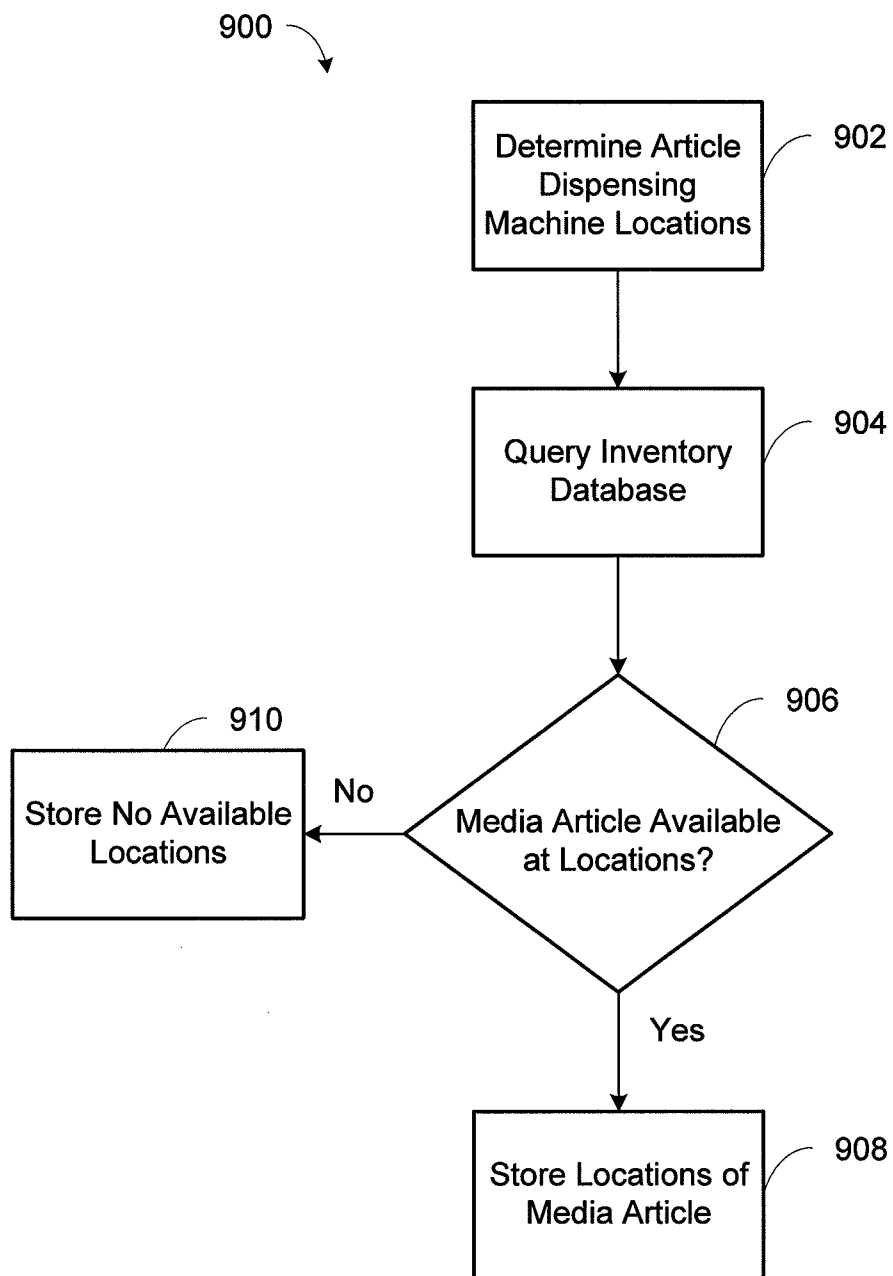 900
Determine Article
Dispensing
Machine Locations
902
Query Inventory
Database
904
Media Article Available
at Locations?
906
No
Store No Available
Locations
910
Yes
Store Locations of
Media Article
908